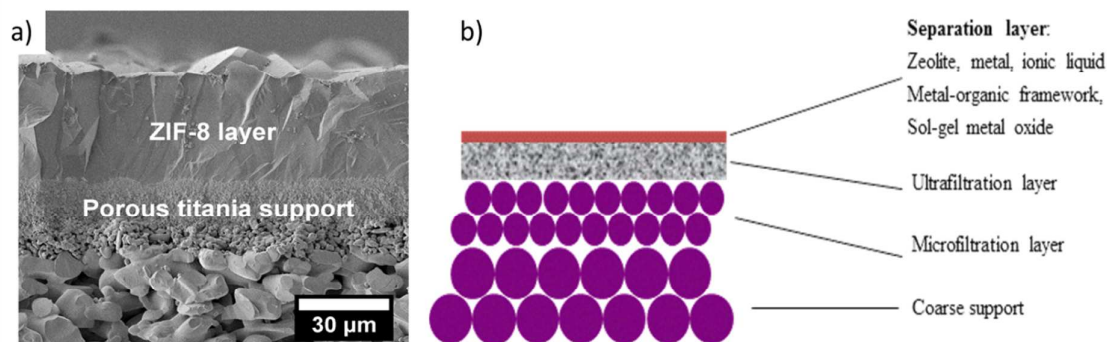 a)
ZIF-8 layer
Porous titania support
30 µm
b)
Separation layer:
Zeolite, metal, ionic liquid
Metal-organic framework,
Sol-gel metal oxide
Ultrafiltration layer
Microfiltration layer
Coarse support